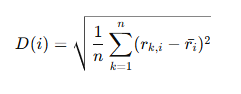 D(i) = √( (1/n) ∑_{k=1}^{n} (r_{k,i} − r̄_i)² )